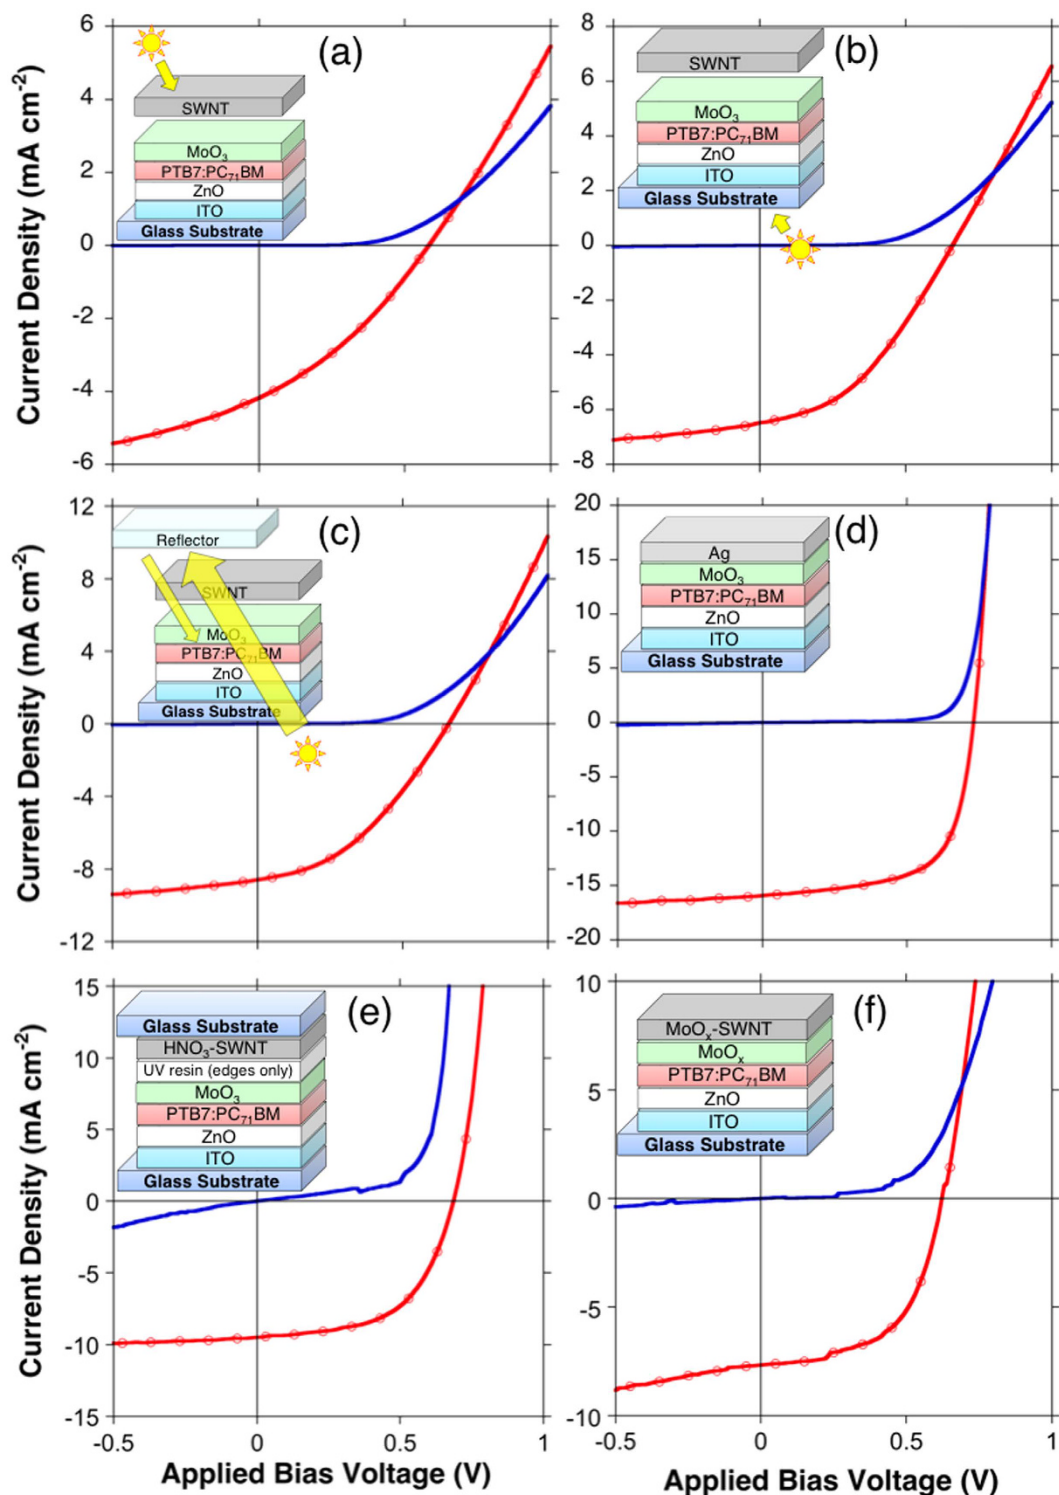 (a)
6
4
2
0
-2
-4
-6
Current Density (mA cm-2)
SWNT
MoO3
PTB7:PC71BM
ZnO
ITO
Glass Substrate
(b)
8
6
4
2
0
-2
-4
-6
-8
SWNT
MoO3
PTB7:PC71BM
ZnO
ITO
Glass Substrate
(c)
12
8
4
0
-4
-8
-12
Current Density (mA cm-2)
Reflector
SWNT
MoO3
PTB7:PC71BM
ZnO
ITO
Glass Substrate
(d)
20
15
10
5
0
-5
-10
-15
-20
Ag
MoO3
PTB7:PC71BM
ZnO
ITO
Glass Substrate
(e)
15
10
5
0
-5
-10
-15
Current Density (mA cm-2)
Glass Substrate
HNO3-SWNT
UV resin (edges only)
MoO3
PTB7:PC71BM
ZnO
ITO
Glass Substrate
-0.5 0 0.5 1
Applied Bias Voltage (V)
(f)
10
5
0
-5
-10
MoOx-SWNT
MoOx
PTB7:PC71BM
ZnO
ITO
Glass Substrate
-0.5 0 0.5 1
Applied Bias Voltage (V)